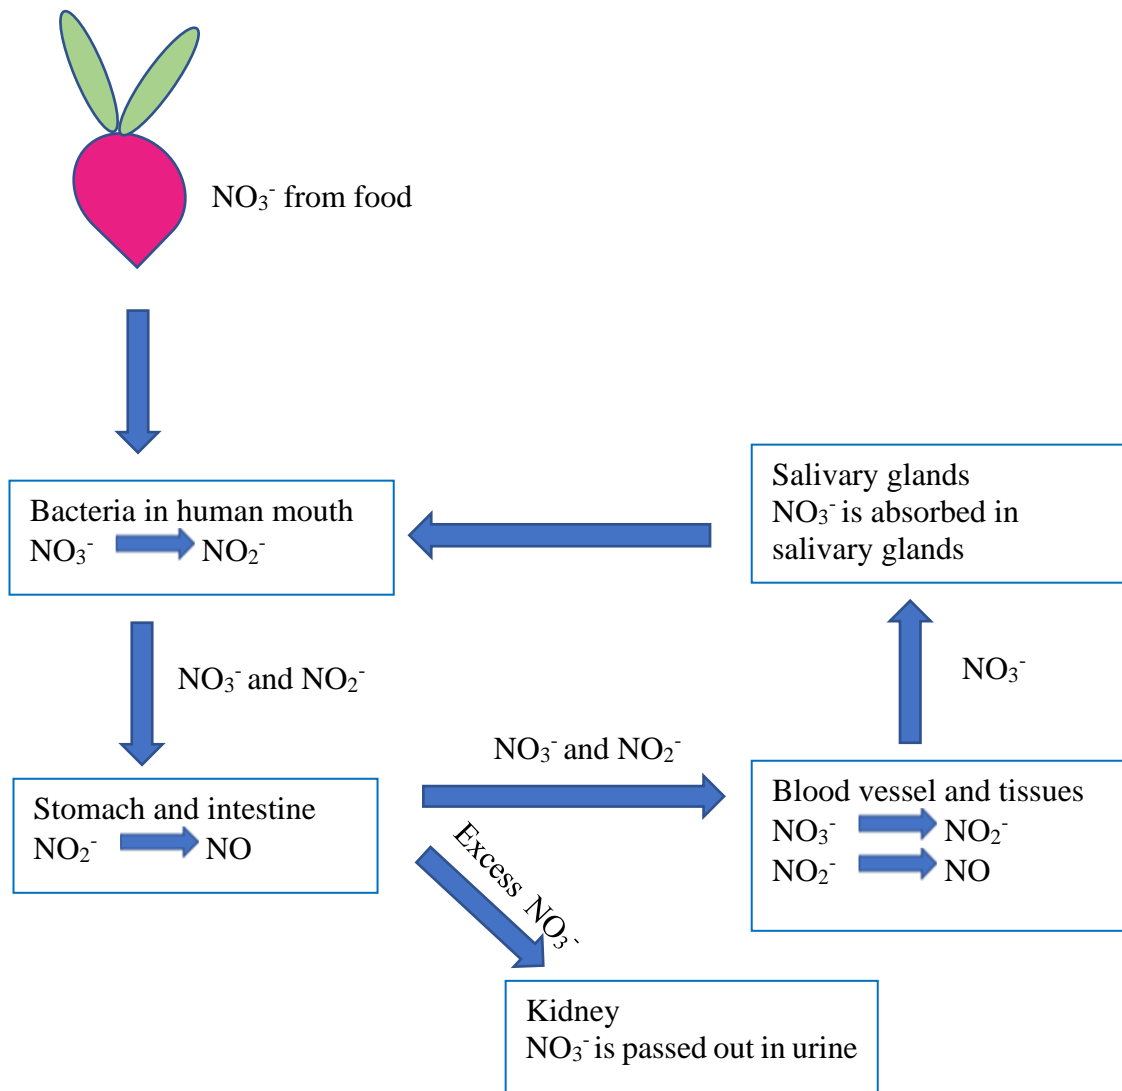 NO₃⁻ from food
Bacteria in human mouth
NO₃⁻ NO₂⁻
NO₃⁻ and NO₂⁻
Stomach and intestine
NO₂⁻ NO
Excess NO₃⁻
Kidney
NO₃⁻ is passed out in urine
NO₃⁻ and NO₂⁻
Blood vessel and tissues
NO₃⁻ NO₂⁻
NO₂⁻ NO
NO₃⁻
Salivary glands
NO₃⁻ is absorbed in
salivary glands